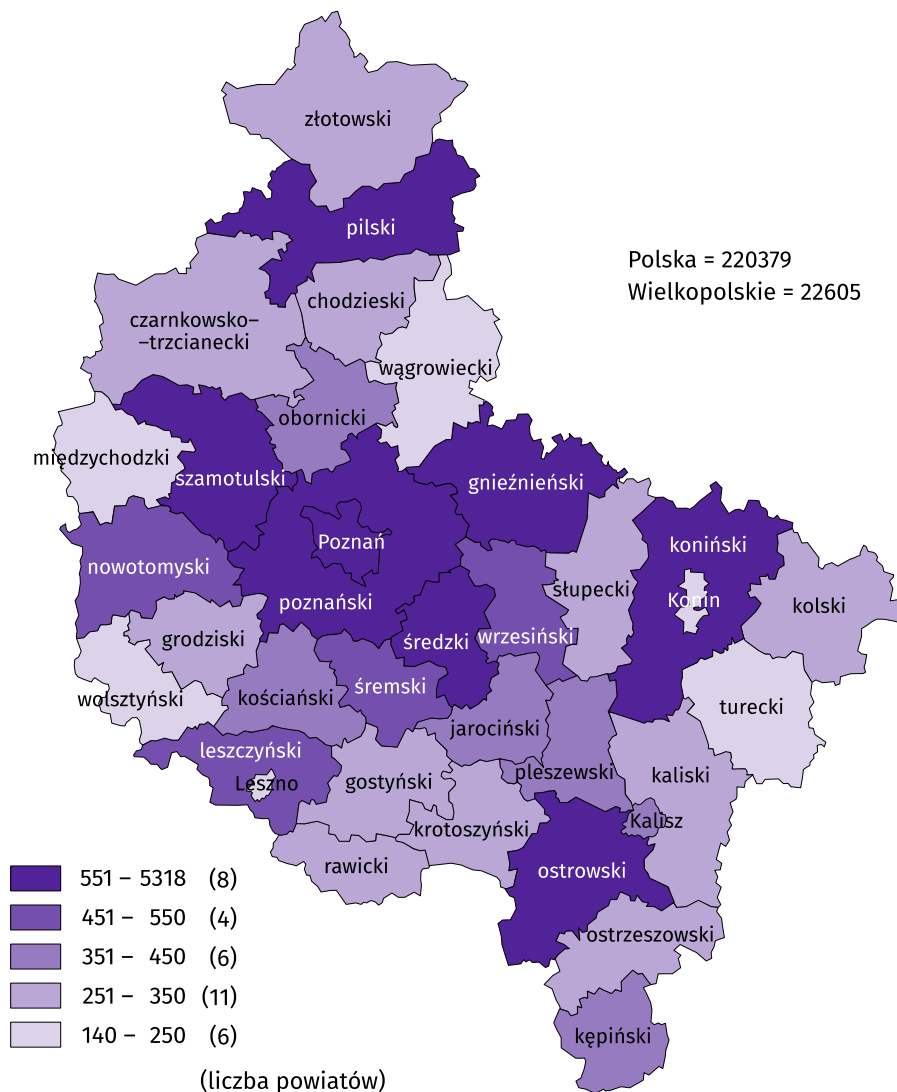 złotowski
pilski
Polska = 220379
Wielkopolskie = 22605
chodzieski
czarnkowsko–
–trzcianecki
wągrowiecki
obornicki
międzychodzki
szamotulski
gnieźnieński
Poznań
koniński
nowotomyski
słupecki
Konin
kolski
poznański
grodziski
średzki
wrzesiński
śremski
kościański
wolsztyński
turecki
jarociński
leszczyński
pleszewski
kaliski
Leszno
gostyński
krotoszyński
Kalisz
rawicki
ostrowski
551 – 5318 (8)
451 – 550 (4)
ostrzeszowski
351 – 450 (6)
251 – 350 (11)
140 – 250 (6)
kępiński
(liczba powiatów)